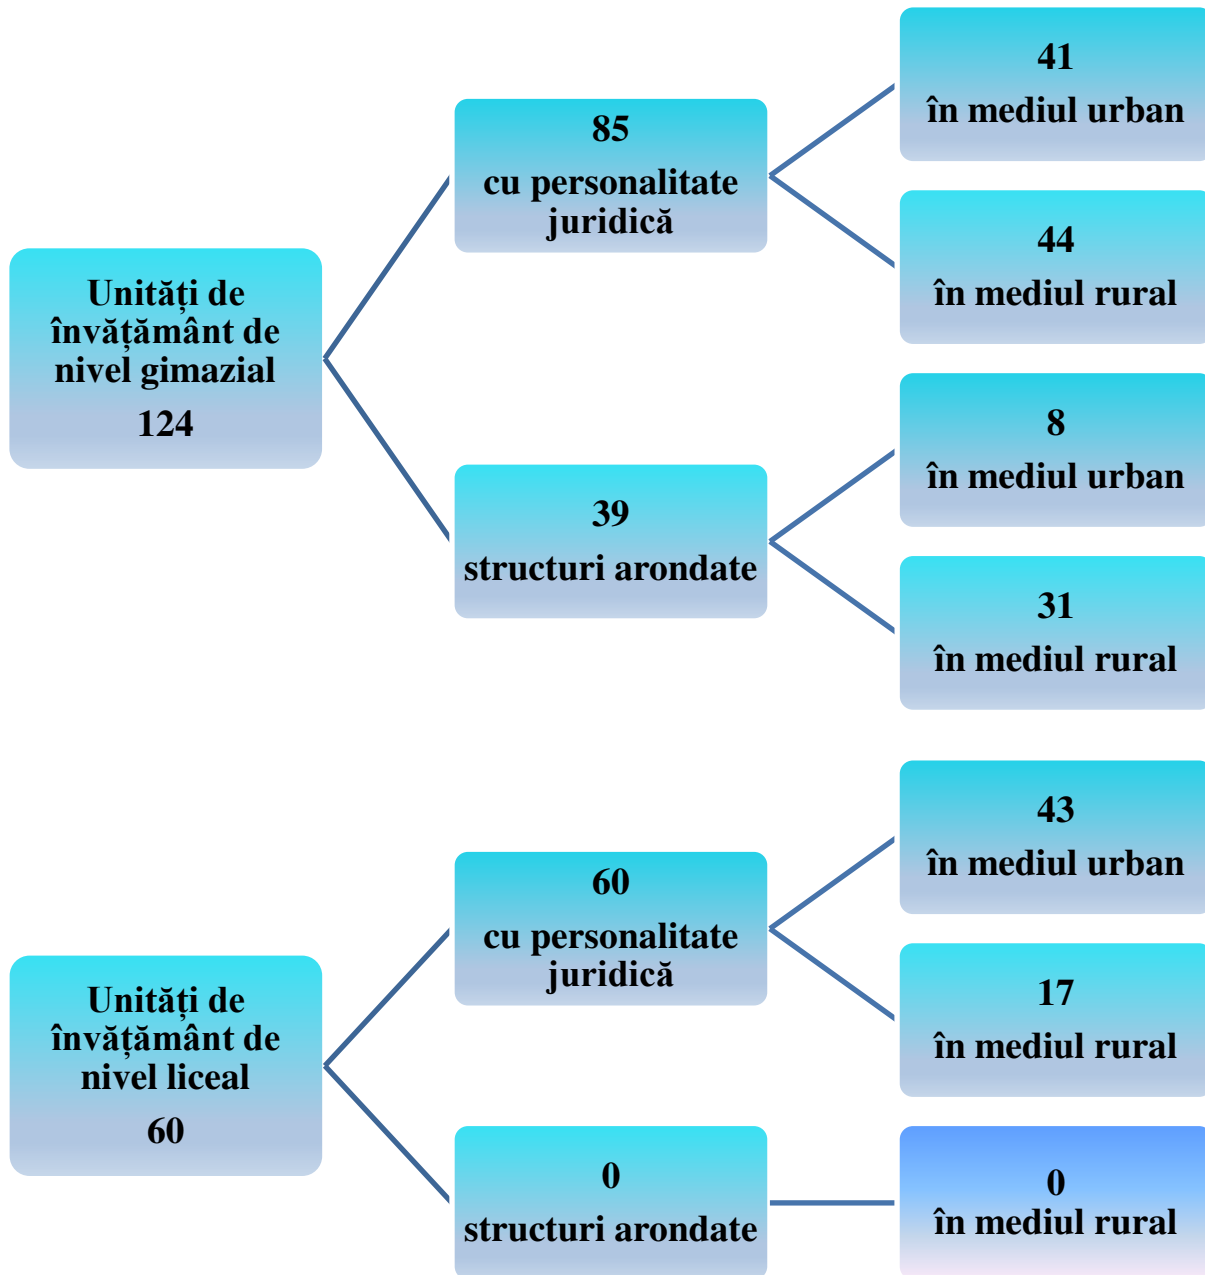 Unități de
învățământ de
nivel gimazial
124
85
cu personalitate
juridică
41
în mediul urban
44
în mediul rural
39
structuri arondate
8
în mediul urban
31
în mediul rural
Unități de
învățământ de
nivel liceal
60
60
cu personalitate
juridică
43
în mediul urban
17
în mediul rural
0
structuri arondate
0
în mediul rural